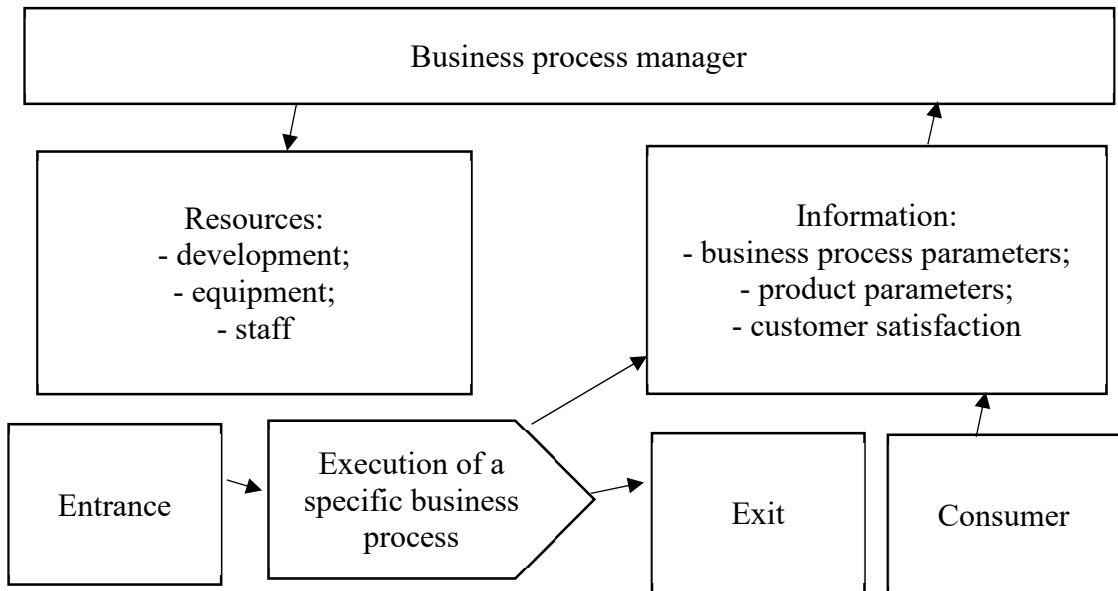 Business process manager
Resources:
- development;
- equipment;
- staff
Information:
- business process parameters;
- product parameters;
- customer satisfaction
Entrance
Execution of a
specific business
process
Exit
Consumer